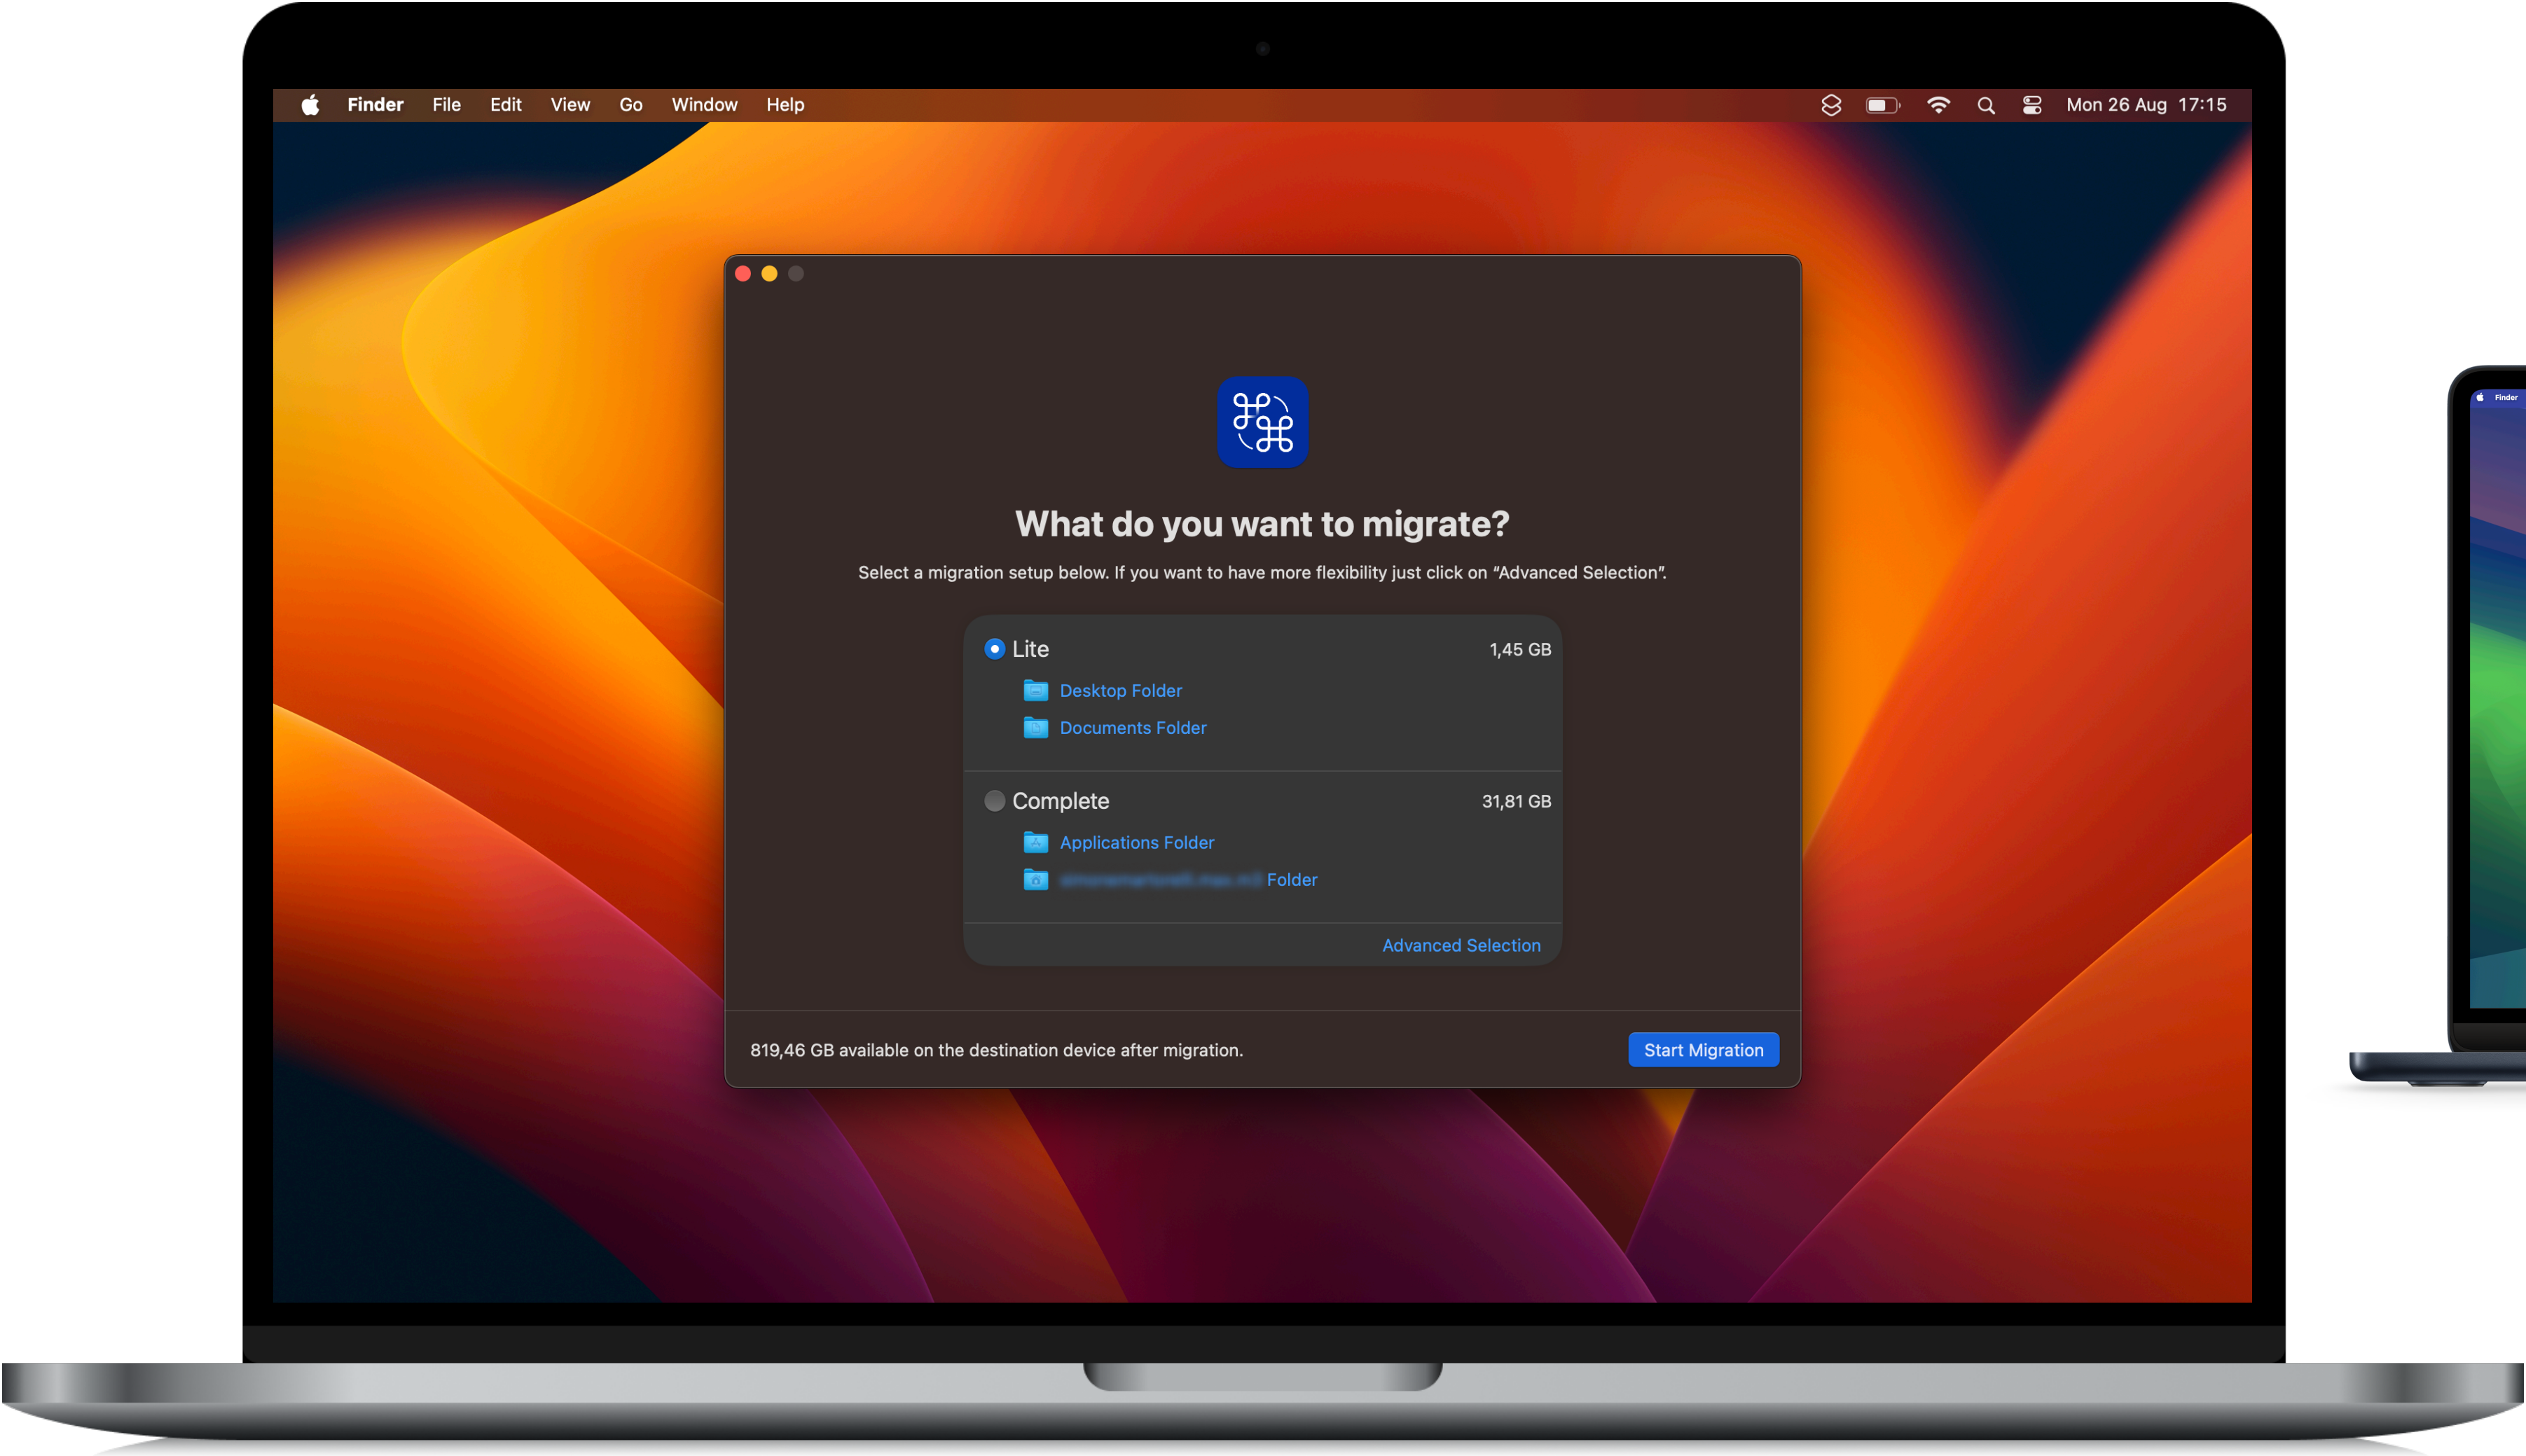 Finder File Edit View Go Window Help Mon 26 Aug 17:15
What do you want to migrate?
Select a migration setup below. If you want to have more flexibility just click on “Advanced Selection”.
Lite 1,45 GB
Desktop Folder
Documents Folder
Complete 31,81 GB
Applications Folder
Folder
Advanced Selection
819,46 GB available on the destination device after migration. Start Migration
Finder